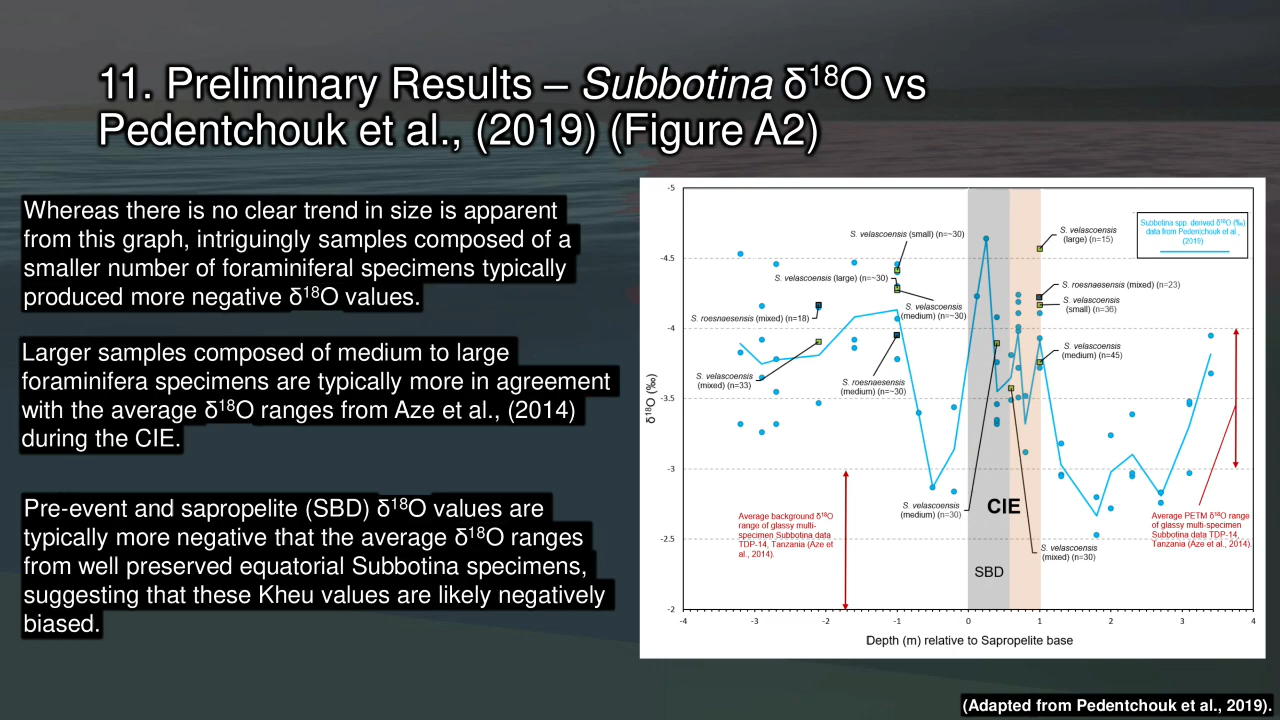 11. Preliminary Results – Subbotina δ¹⁸O vs
Pedentchouk et al., (2019) (Figure A2)
Whereas there is no clear trend in size is apparent
from this graph, intriguingly samples composed of a
smaller number of foraminiferal specimens typically
produced more negative δ¹⁸O values.
Larger samples composed of medium to large
foraminifera specimens are typically more in agreement
with the average δ¹⁸O ranges from Aze et al., (2014)
during the CIE.
Pre-event and sapropelite (SBD) δ¹⁸O values are
typically more negative that the average δ¹⁸O ranges
from well preserved equatorial Subbotina specimens,
suggesting that these Kheu values are likely negatively
biased.
-5
-4.5
-4
-3.5
-3
-2.5
-2
δ¹⁸O (‰)
S. velascoensis (small) (n=~30)
S. velascoensis (large) (n=~30)
S. roesnaesensis (mixed) (n=18)
S. velascoensis
(medium) (n=~30)
S. velascoensis
(mixed) (n=33)
S. roesnaesensis
(medium) (n=~30)
S. velascoensis
(large) (n=15)
S. roesnaesensis (mixed) (n=23)
S. velascoensis
(small) (n=36)
S. velascoensis
(medium) (n=45)
S. velascoensis
(medium) (n=30)
S. velascoensis
(mixed) (n=30)
Subbotina spp. derived δ¹⁸O (‰)
data from Pedentchouk et al.,
(2019)
Average background δ¹⁸O
range of glassy multi-
specimen Subbotina data
TDP-14, Tanzania (Aze et
al., 2014).
CIE
SBD
Average PETM δ¹⁸O range
of glassy multi-specimen
Subbotina data TDP-14,
Tanzania (Aze et al., 2014).
-4
-3
-2
-1
0
1
2
3
4
Depth (m) relative to Sapropelite base
(Adapted from Pedentchouk et al., 2019).